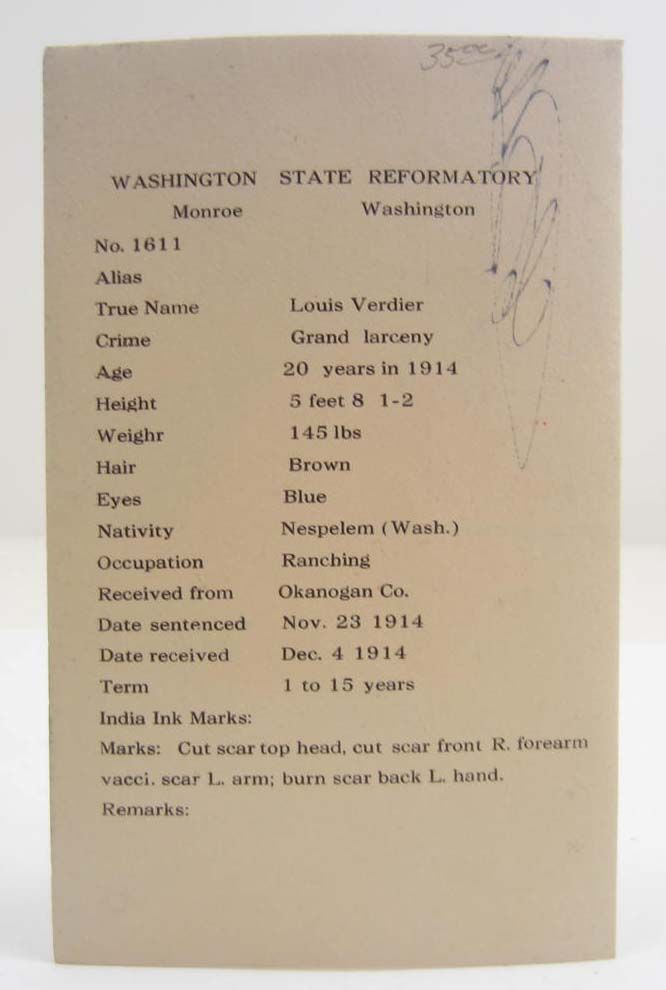 35.00
WASHINGTON STATE REFORMATORY
Monroe Washington
No. 1611
Alias
True Name Louis Verdier
Crime Grand larceny
Age 20 years in 1914
Height 5 feet 8 1-2
Weighr 145 lbs
Hair Brown
Eyes Blue
Nativity Nespelem (Wash.)
Occupation Ranching
Received from Okanogan Co.
Date sentenced Nov. 23 1914
Date received Dec. 4 1914
Term 1 to 15 years
India Ink Marks:
Marks: Cut scar top head, cut scar front R. forearm
vacci. scar L. arm; burn scar back L. hand.
Remarks: